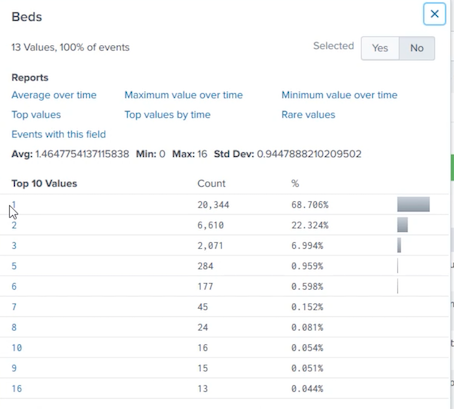 Beds
13 Values, 100% of events
Selected Yes No
Reports
Average over time Maximum value over time Minimum value over time
Top values Top values by time Rare values
Events with this field
Avg: 1.4647754137115838 Min: 0 Max: 16 Std Dev: 0.9447888210209502
Top 10 Values Count %
1 20,344 68.706%
2 6,610 22.324%
3 2,071 6.994%
5 284 0.959%
6 177 0.598%
7 45 0.152%
8 24 0.081%
10 16 0.054%
9 15 0.051%
16 13 0.044%